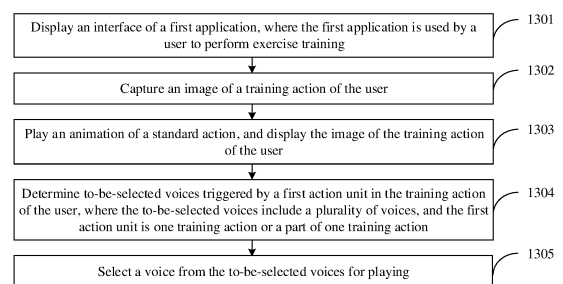 Display an interface of a first application, where the first application is used by a
user to perform exercise training
1301
Capture an image of a training action of the user
1302
Play an animation of a standard action, and display the image of the training action
of the user
1303
Determine to-be-selected voices triggered by a first action unit in the training action
of the user, where the to-be-selected voices include a plurality of voices, and the first
action unit is one training action or a part of one training action
1304
Select a voice from the to-be-selected voices for playing
1305